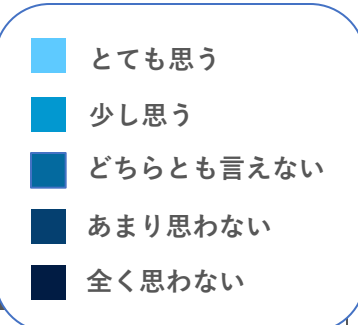 とても思う
少し思う
どちらとも言えない
あまり思わない
全く思わない